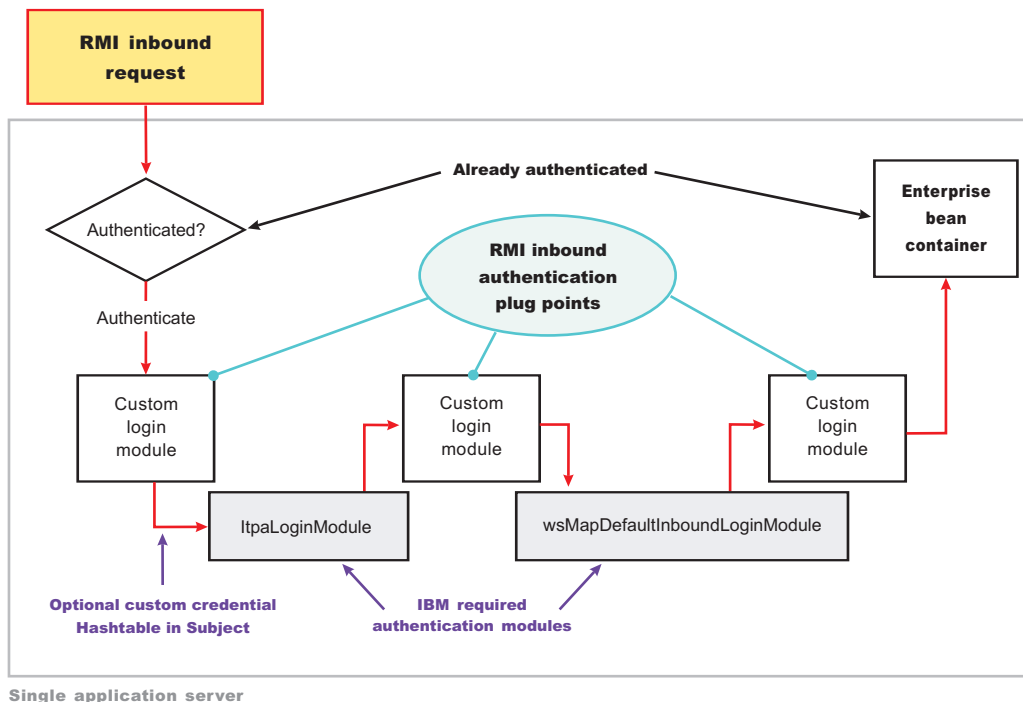 RMI inbound
request
Already authenticated
Enterprise
bean
container
Authenticated?
RMI inbound
authentication
plug points
Authenticate
Custom
login
module
Custom
login
module
Custom
login
module
ltpaLoginModule
wsMapDefaultInboundLoginModule
Optional custom credential
Hashtable in Subject
IBM required
authentication modules
Single application server